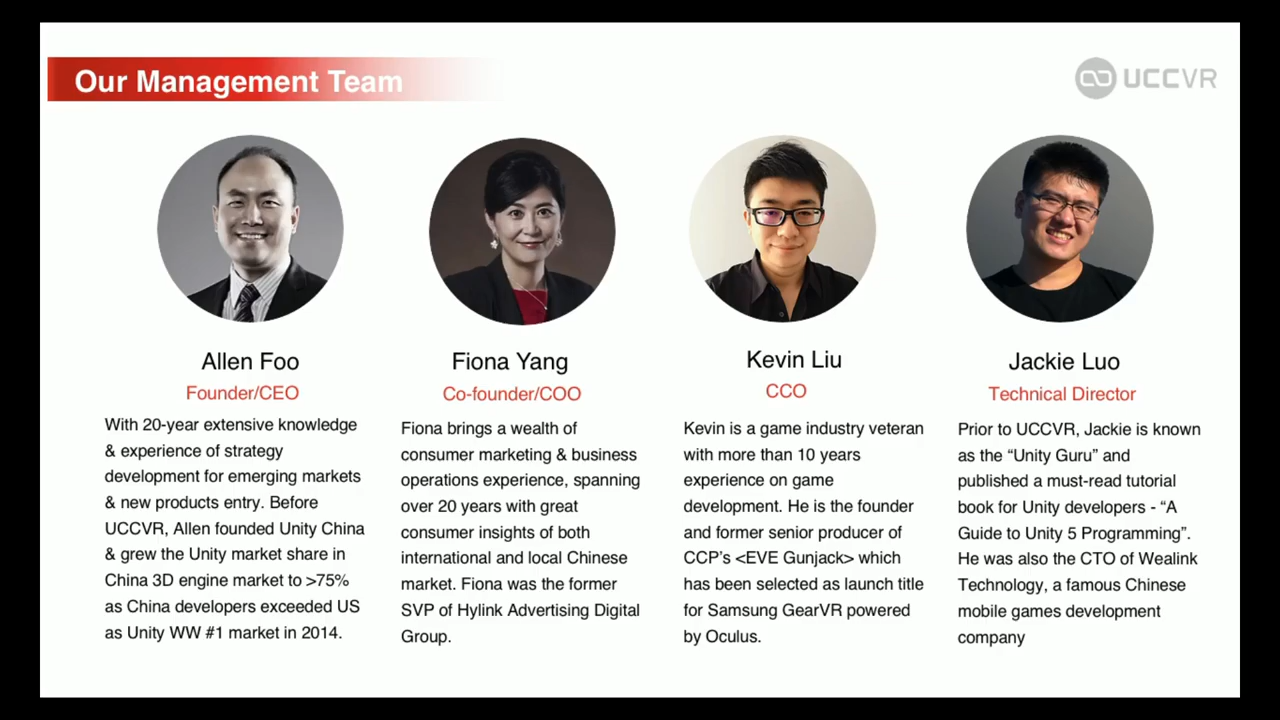 Our Management Team
UCCVR
Allen Foo
Founder/CEO
With 20-year extensive knowledge
& experience of strategy
development for emerging markets
& new products entry. Before
UCCVR, Allen founded Unity China
& grew the Unity market share in
China 3D engine market to >75%
as China developers exceeded US
as Unity WW #1 market in 2014.
Fiona Yang
Co-founder/COO
Fiona brings a wealth of
consumer marketing & business
operations experience, spanning
over 20 years with great
consumer insights of both
international and local Chinese
market. Fiona was the former
SVP of Hylink Advertising Digital
Group.
Kevin Liu
CCO
Kevin is a game industry veteran
with more than 10 years
experience on game
development. He is the founder
and former senior producer of
CCP's <EVE Gunjack> which
has been selected as launch title
for Samsung GearVR powered
by Oculus.
Jackie Luo
Technical Director
Prior to UCCVR, Jackie is known
as the “Unity Guru” and
published a must-read tutorial
book for Unity developers - “A
Guide to Unity 5 Programming”.
He was also the CTO of Wealink
Technology, a famous Chinese
mobile games development
company